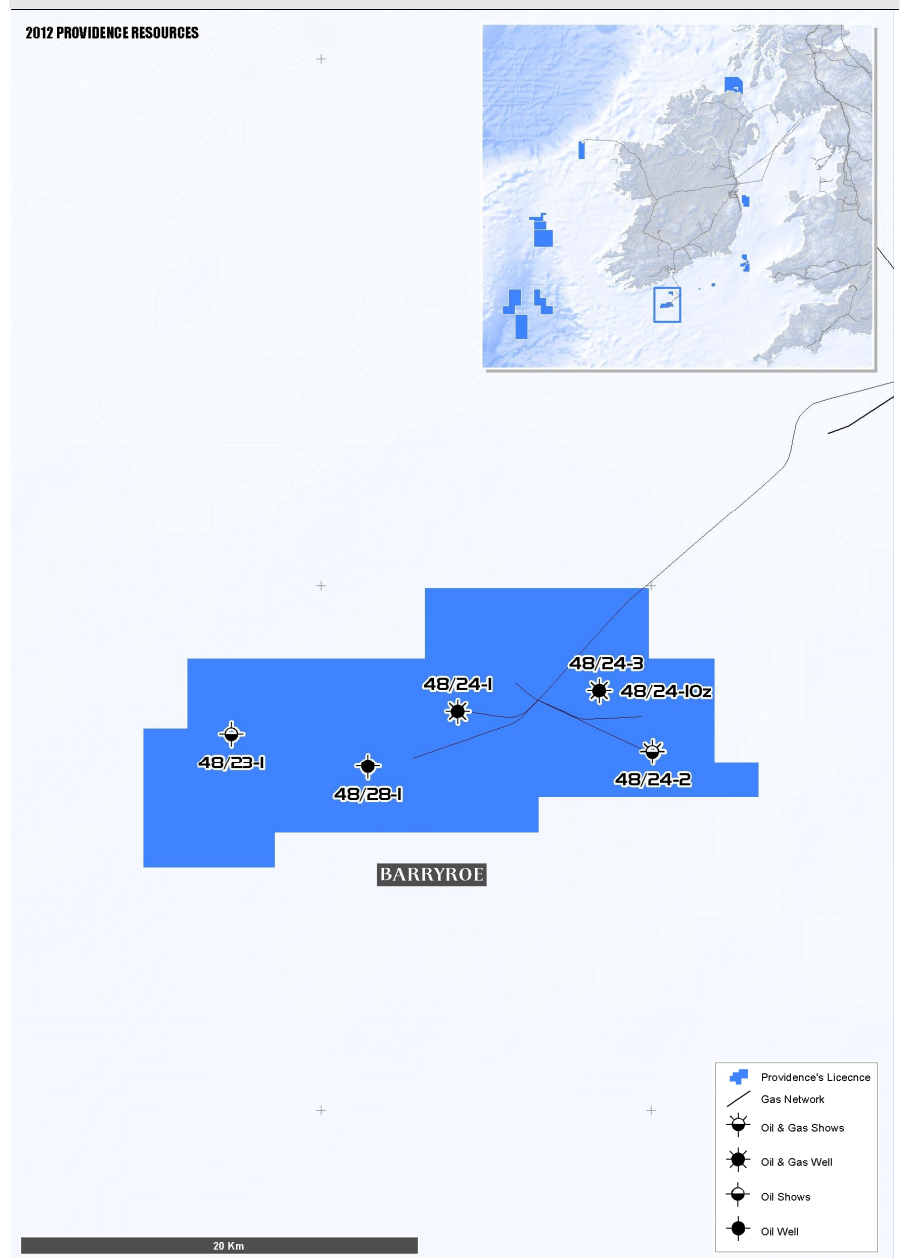 2012 PROVIDENCE RESOURCES
48/24-3
48/24-1
48/24-10z
48/23-1
48/24-2
48/28-1
BARRYROE
Providence's Licecnce
Gas Network
Oil & Gas Shows
Oil & Gas Well
Oil Shows
Oil Well
20 Km